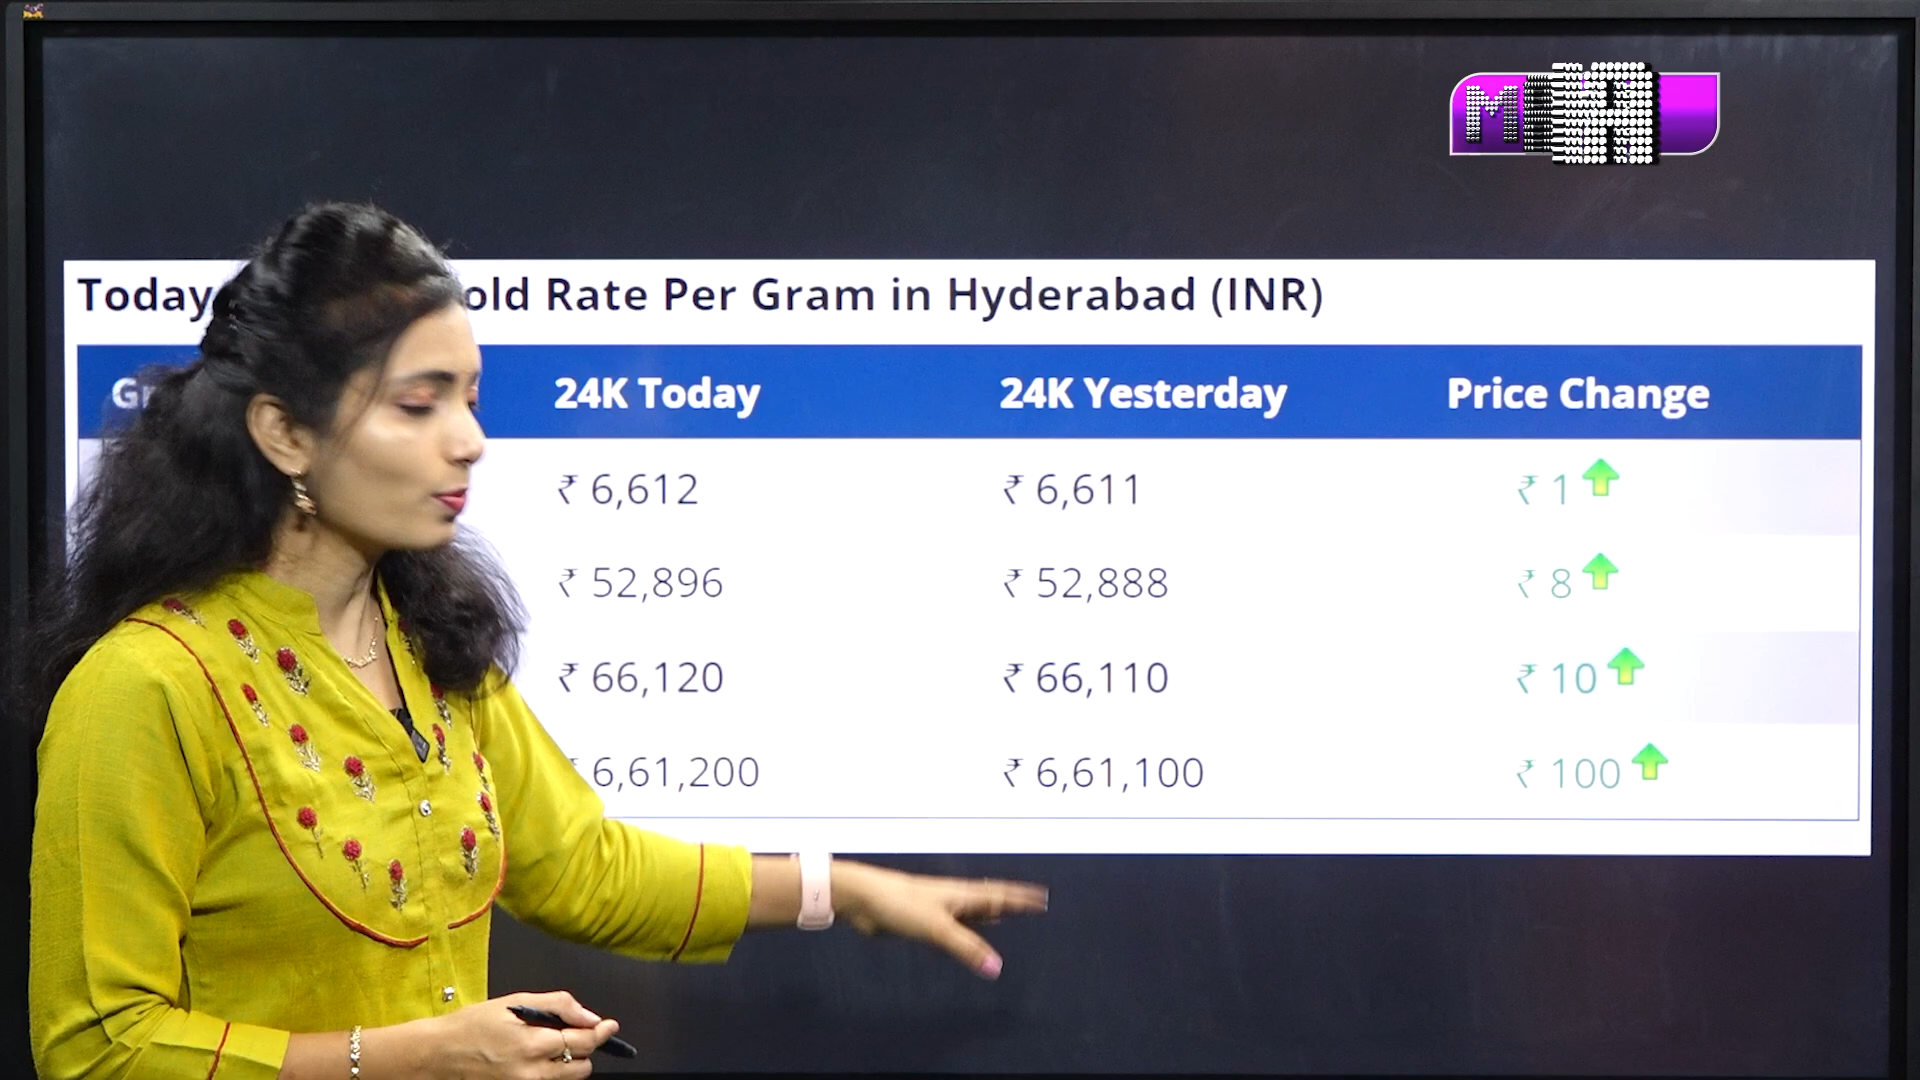 Today old Rate Per Gram in Hyderabad (INR)
24K Today 24K Yesterday Price Change
₹ 6,612 ₹ 6,611 ₹ 1
₹ 52,896 ₹ 52,888 ₹ 8
₹ 66,120 ₹ 66,110 ₹ 10
₹ 6,61,200 ₹ 6,61,100 ₹ 100